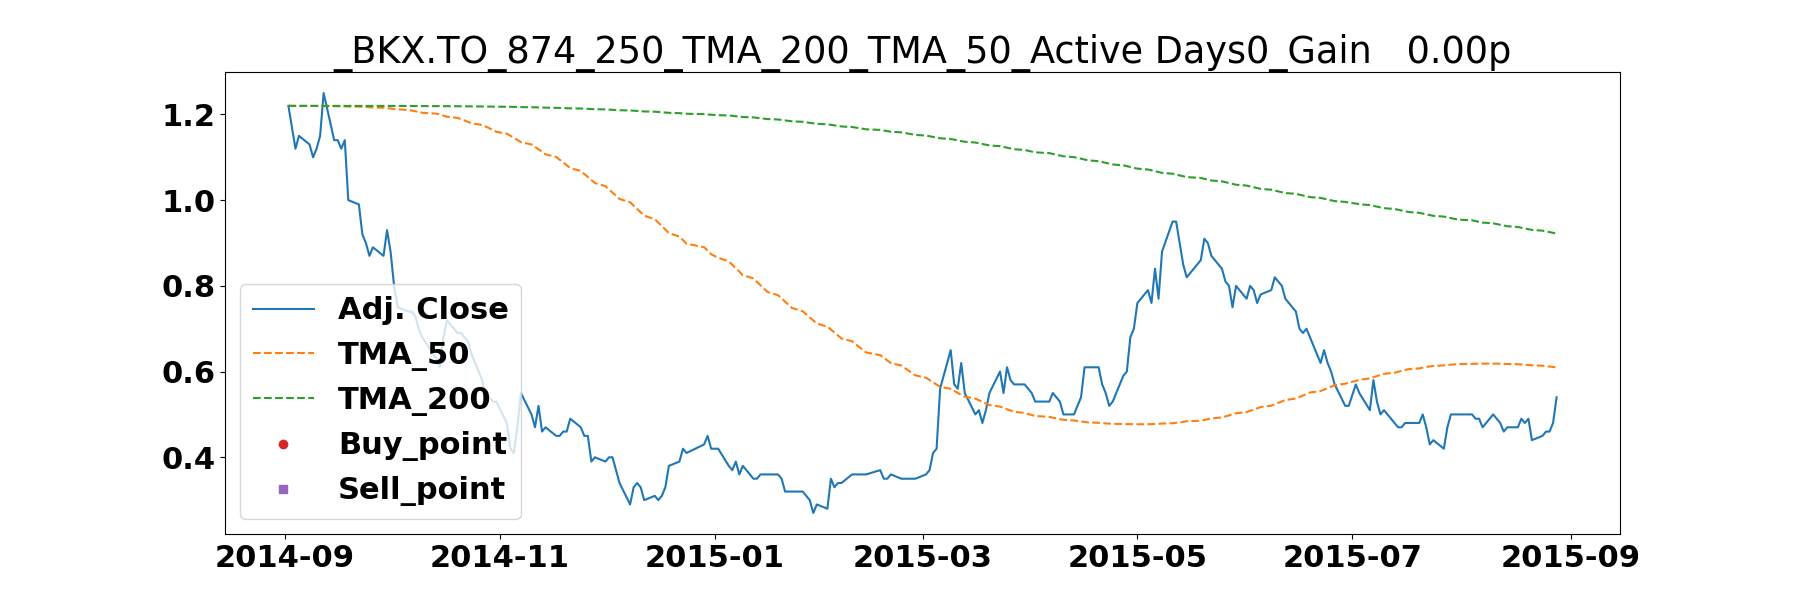 _BKX.TO_874_250_TMA_200_TMA_50_Active Days0_Gain   0.00p
1.2
1.0
0.8
0.6
0.4
Adj. Close
TMA_50
TMA_200
Buy_point
Sell_point
2014-09 2014-11 2015-01 2015-03 2015-05 2015-07 2015-09